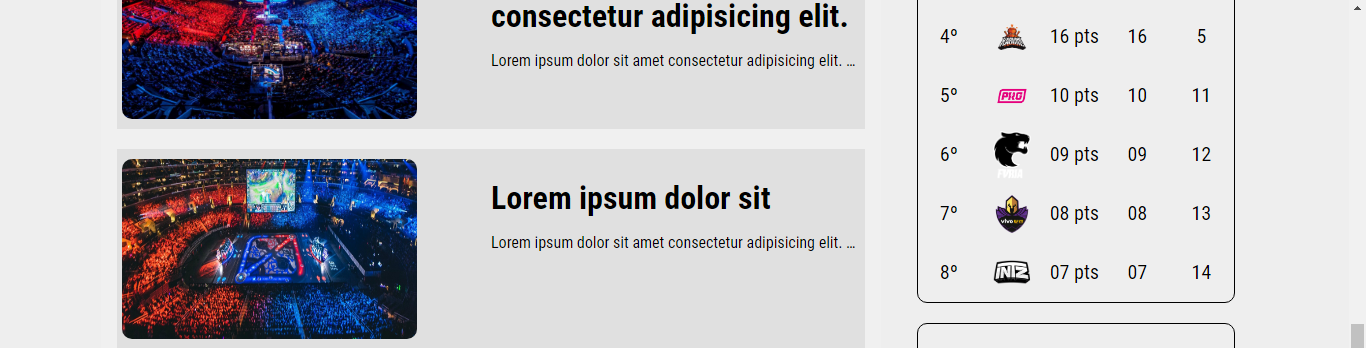 consectetur adipisicing elit.
Lorem ipsum dolor sit amet consectetur adipisicing elit. ...
Lorem ipsum dolor sit
Lorem ipsum dolor sit amet consectetur adipisicing elit. ...
4º 16 pts 16 5
5º PNG 10 pts 10 11
6º FURIA 09 pts 09 12
7º vivo 08 pts 08 13
8º INTZ 07 pts 07 14